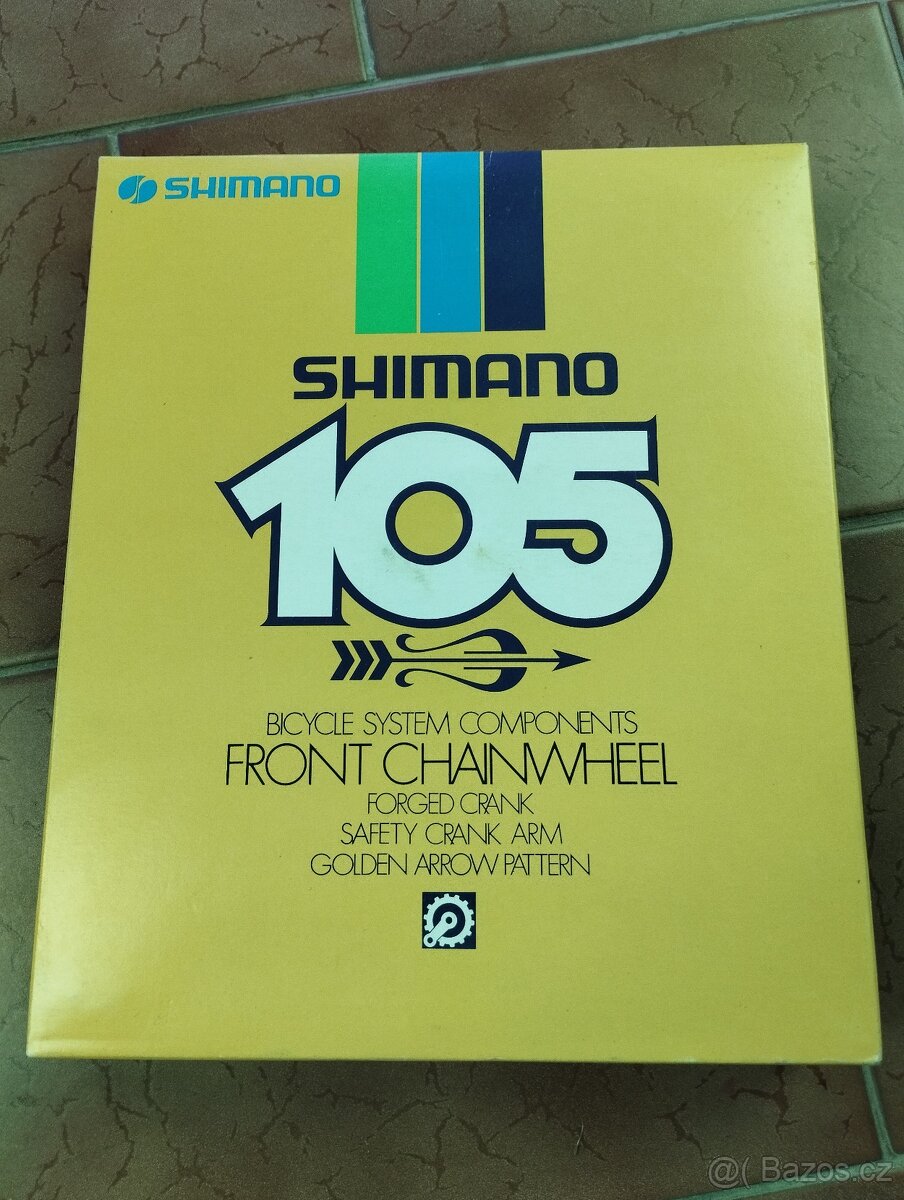 SHIMANO
SHIMANO
105
BICYCLE SYSTEM COMPONENTS
FRONT CHAINWHEEL
FORGED CRANK
SAFETY CRANK ARM
GOLDEN ARROW PATTERN
@( Bazos.cz